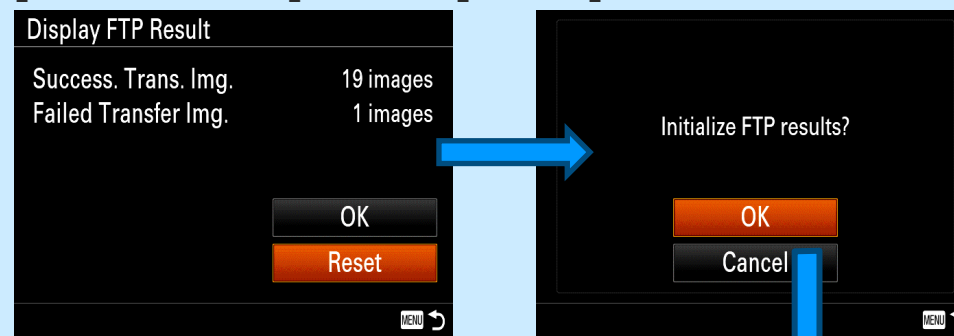 Display FTP Result
Success. Trans. Img. 19 images
Failed Transfer Img. 1 images
OK
Reset
MENU
Initialize FTP results?
OK
Cancel
MENU